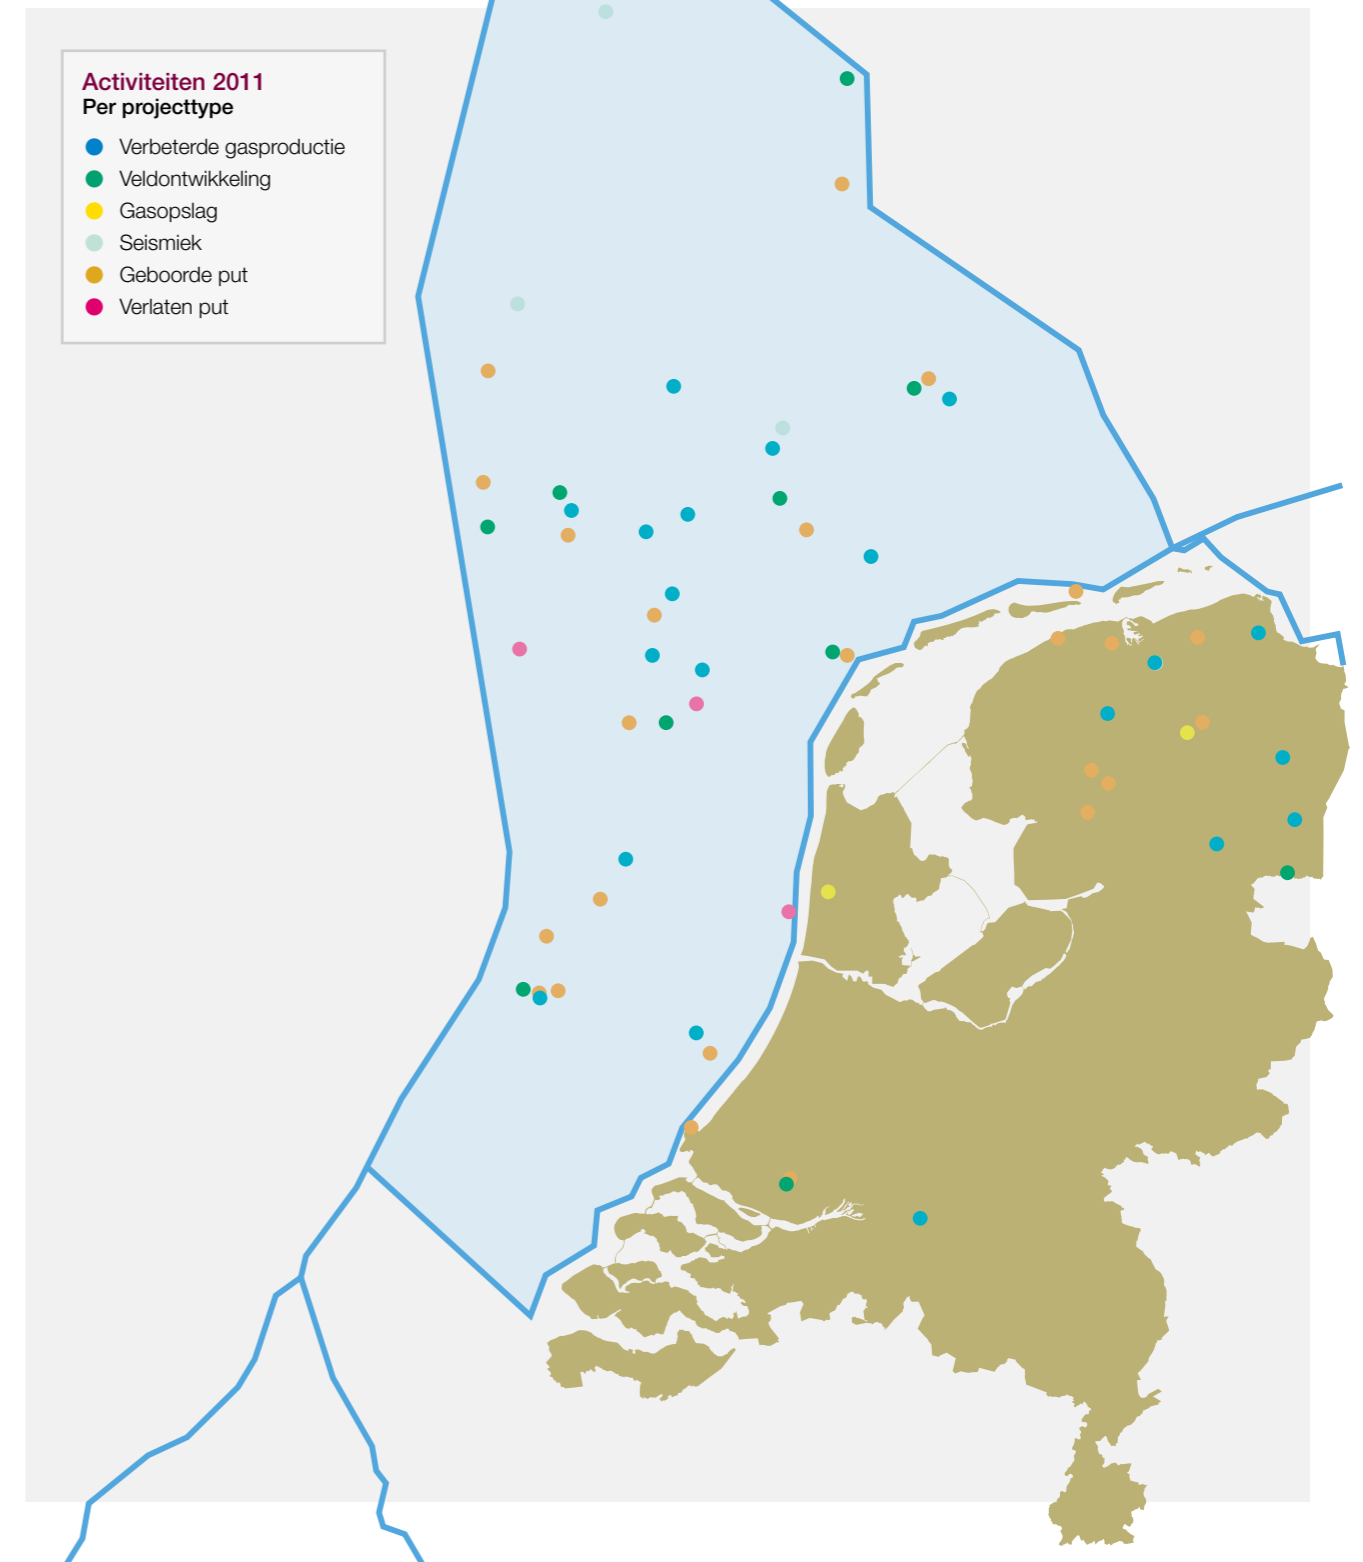 Activiteiten 2011
Per projecttype
Verbeterde gasproductie
Veldontwikkeling
Gasopslag
Seismiek
Geboorde put
Verlaten put